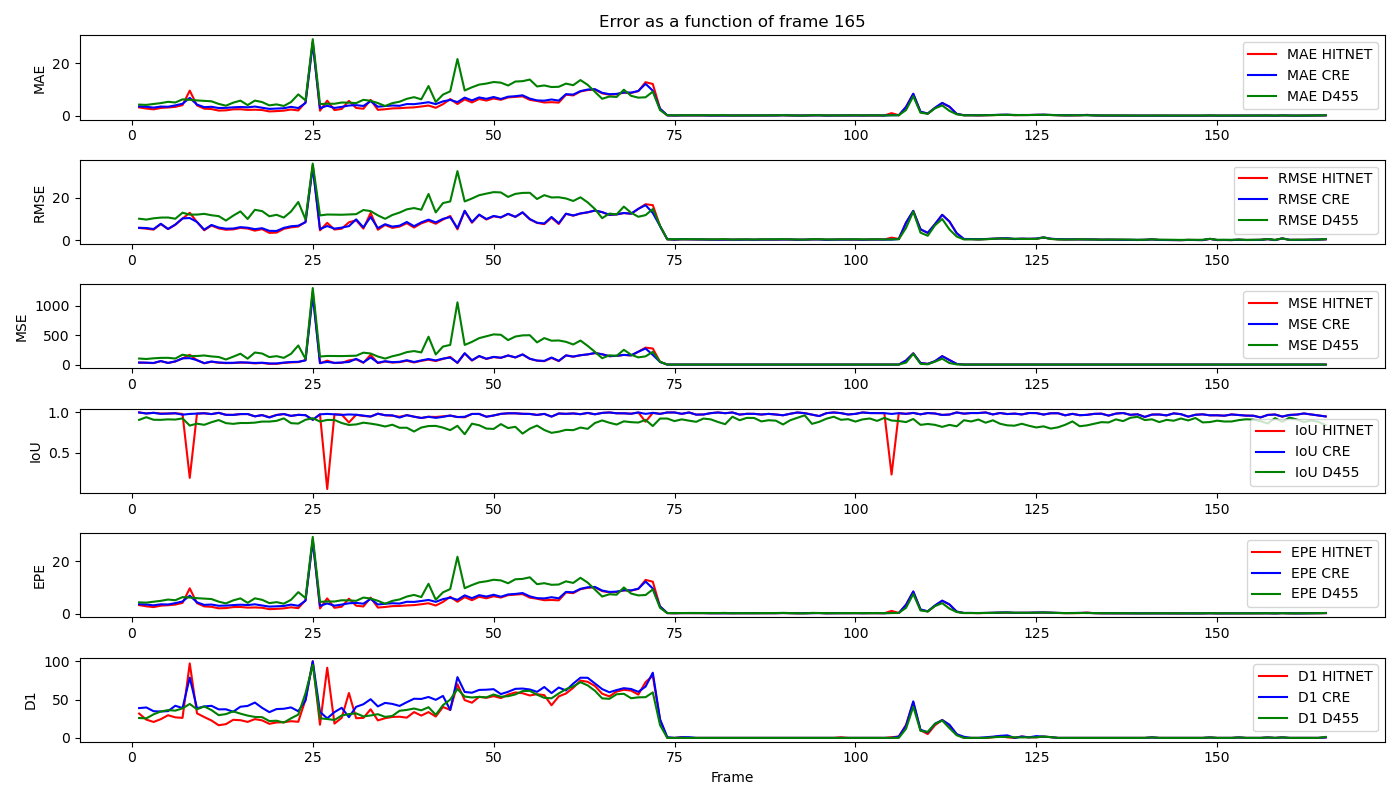 Error as a function of frame 165
MAE
20
0
MAE HITNET
MAE CRE
MAE D455
0 25 50 75 100 125 150
RMSE
20
0
RMSE HITNET
RMSE CRE
RMSE D455
0 25 50 75 100 125 150
MSE
1000
500
0
MSE HITNET
MSE CRE
MSE D455
0 25 50 75 100 125 150
IoU
1.0
0.5
IoU HITNET
IoU CRE
IoU D455
0 25 50 75 100 125 150
EPE
20
0
EPE HITNET
EPE CRE
EPE D455
0 25 50 75 100 125 150
D1
100
50
0
D1 HITNET
D1 CRE
D1 D455
0 25 50 75 100 125 150
Frame